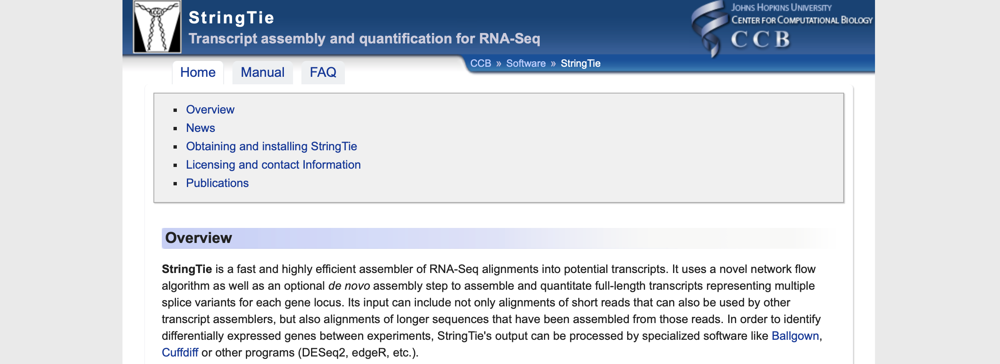 StringTie
Transcript assembly and quantification for RNA-Seq
JOHNS HOPKINS UNIVERSITY
CENTER FOR COMPUTATIONAL BIOLOGY
CCB
CCB » Software » StringTie
Home Manual FAQ
Overview
News
Obtaining and installing StringTie
Licensing and contact Information
Publications
Overview
StringTie is a fast and highly efficient assembler of RNA-Seq alignments into potential transcripts. It uses a novel network flow
algorithm as well as an optional de novo assembly step to assemble and quantitate full-length transcripts representing multiple
splice variants for each gene locus. Its input can include not only alignments of short reads that can also be used by other
transcript assemblers, but also alignments of longer sequences that have been assembled from those reads. In order to identify
differentially expressed genes between experiments, StringTie's output can be processed by specialized software like Ballgown,
Cuffdiff or other programs (DESeq2, edgeR, etc.).